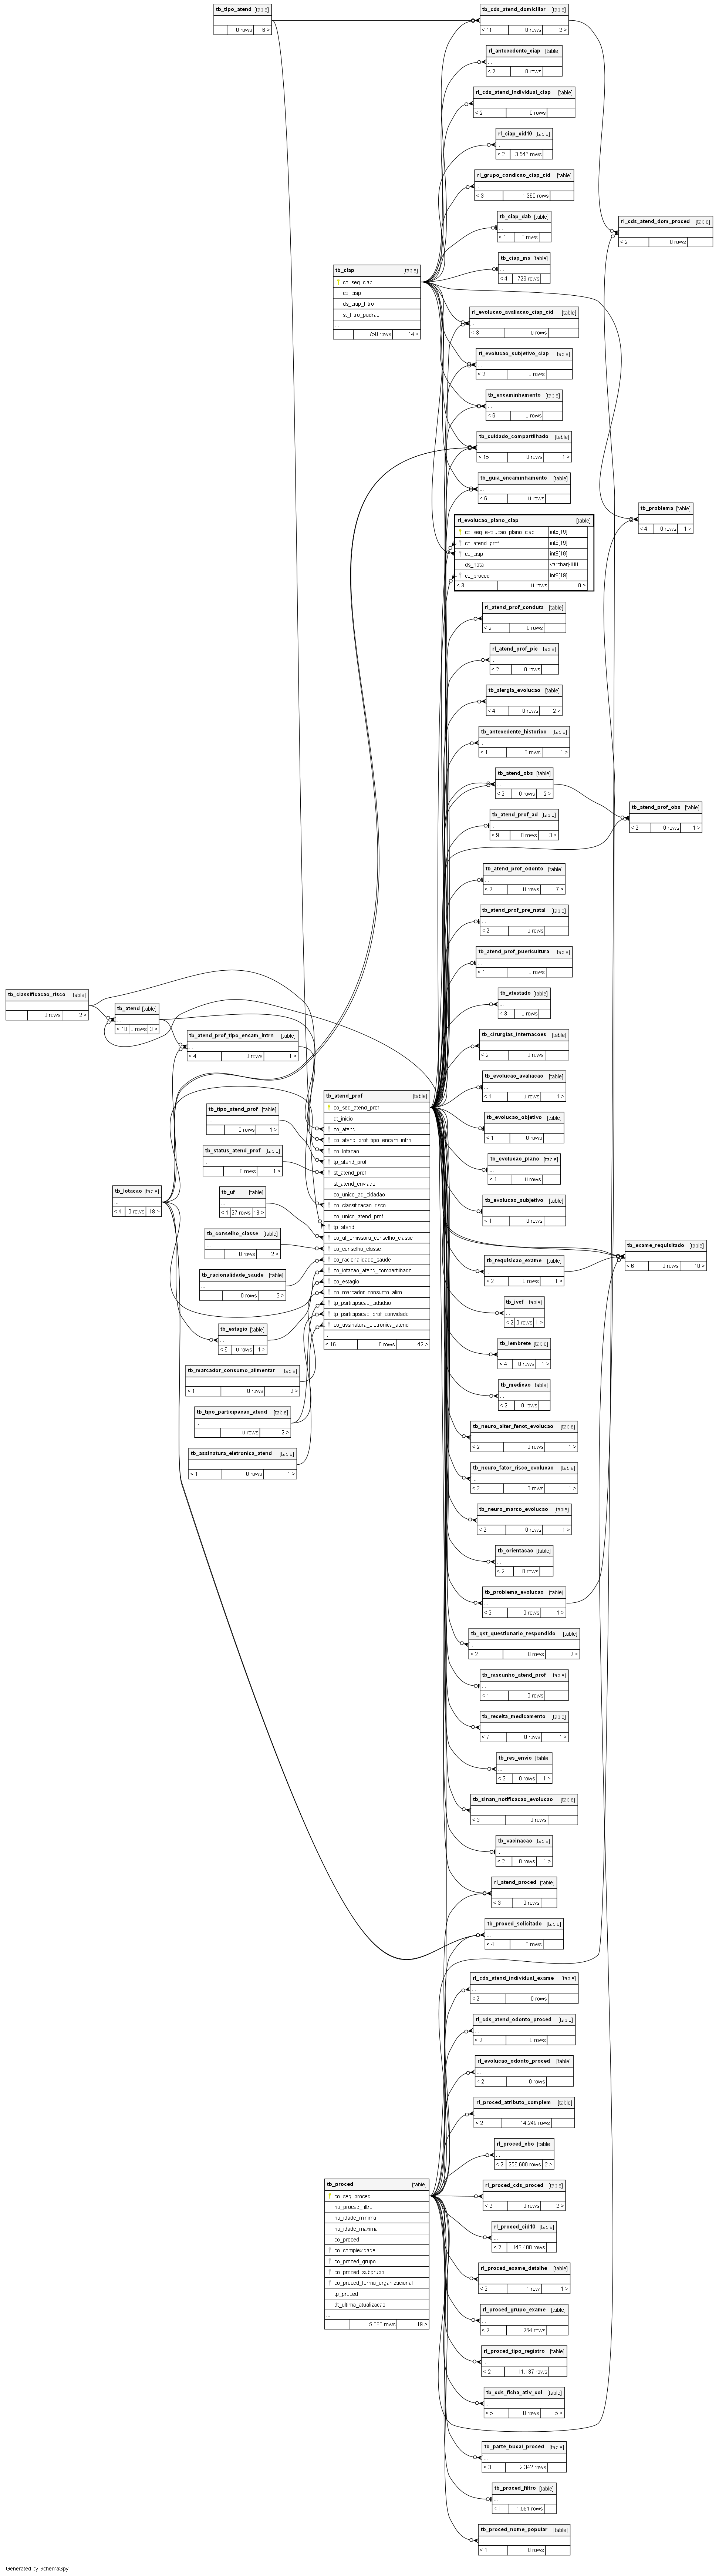 tb_tipo_atend [table]
...
0 rows 8 >
tb_cds_atend_domiciliar [table]
...
< 11 0 rows 2 >
rl_antecedente_ciap [table]
...
< 2 0 rows
rl_cds_atend_individual_ciap [table]
...
< 2 0 rows
rl_ciap_cid10 [table]
...
< 2 3.546 rows
rl_grupo_condicao_ciap_cid [table]
...
< 3 1.360 rows
tb_ciap_dab [table]
...
< 1 0 rows
rl_cds_atend_dom_proced [table]
...
< 2 0 rows
tb_ciap_ms [table]
...
< 4 726 rows
tb_ciap [table]
co_seq_ciap
co_ciap
ds_ciap_filtro
st_filtro_padrao
...
750 rows 14 >
rl_evolucao_avaliacao_ciap_cid [table]
...
< 3 0 rows
rl_evolucao_subjetivo_ciap [table]
...
< 2 0 rows
tb_encaminhamento [table]
...
< 6 0 rows
tb_cuidado_compartilhado [table]
...
< 15 0 rows 1 >
tb_guia_encaminhamento [table]
...
< 6 0 rows
tb_problema [table]
...
< 4 0 rows 1 >
rl_evolucao_plano_ciap [table]
co_seq_evolucao_plano_ciap int8[19]
co_atend_prof int8[19]
co_ciap int8[19]
ds_nota
co_proced int8[19]
< 3 0 rows 0 >
rl_atend_prof_conduta [table]
...
< 2 0 rows
rl_atend_prof_pic [table]
...
< 2 0 rows
tb_alergia_evolucao [table]
...
< 4 0 rows 2 >
tb_antecedente_historico [table]
...
< 1 0 rows 1 >
tb_atend_obs [table]
...
< 2 0 rows 2 >
tb_atend_prof_obs [table]
...
< 2 0 rows 1 >
tb_atend_prof_ad [table]
...
< 9 0 rows 3 >
tb_atend_prof_odonto [table]
...
< 2 0 rows 7 >
tb_atend_prof_pre_natal [table]
...
< 2 0 rows
tb_atend_prof_puericultura [table]
...
< 1 0 rows
tb_classificacao_risco [table]
...
0 rows 2 >
tb_atend [table]
...
< 10 0 rows 3 >
tb_atestado [table]
...
< 3 0 rows
tb_atend_prof_tipo_encam_intrn [table]
...
< 4 0 rows 1 >
tb_cirurgias_internacoes [table]
...
< 2 0 rows
tb_evolucao_avaliacao [table]
...
< 1 0 rows 1 >
tb_atend_prof [table]
co_seq_atend_prof
dt_inicio
co_atend
co_atend_prof_tipo_encam_intrn
co_lotacao
tp_atend_prof
st_atend_prof
st_atend_enviado
co_unico_ad_cidadao
co_classificacao_risco
co_unico_atend_prof
tp_atend
co_uf_emissora_conselho_classe
co_conselho_classe
co_racionalidade_saude
co_lotacao_atend_compartilhado
co_estagio
co_marcador_consumo_alim
tp_participacao_cidadao
tp_participacao_prof_convidado
co_assinatura_eletronica_atend
...
< 16 0 rows 42 >
tb_tipo_atend_prof [table]
...
0 rows 1 >
tb_status_atend_prof [table]
...
0 rows 1 >
tb_lotacao [table]
...
< 4 0 rows 18 >
tb_uf [table]
...
< 1 27 rows 13 >
tb_conselho_classe [table]
...
0 rows 2 >
tb_racionalidade_saude [table]
...
0 rows 2 >
tb_estagio [table]
...
< 6 0 rows 1 >
tb_marcador_consumo_alimentar [table]
...
< 1 0 rows 2 >
tb_tipo_participacao_atend [table]
...
0 rows 2 >
tb_assinatura_eletronica_atend [table]
...
< 1 0 rows 1 >
tb_evolucao_objetivo [table]
...
< 1 0 rows
tb_evolucao_plano [table]
...
< 1 0 rows
tb_evolucao_subjetivo [table]
...
< 1 0 rows
tb_exame_requisitado [table]
...
< 6 0 rows 10 >
tb_requisicao_exame [table]
...
< 2 0 rows 1 >
tb_ivcf [table]
...
< 2 0 rows 1 >
tb_lembrete [table]
...
< 4 0 rows 1 >
tb_medicao [table]
...
< 2 0 rows
tb_neuro_alter_fenot_evolucao [table]
...
< 2 0 rows 1 >
tb_neuro_fator_risco_evolucao [table]
...
< 2 0 rows 1 >
tb_neuro_marco_evolucao [table]
...
< 2 0 rows 1 >
tb_orientacao [table]
...
< 2 0 rows
tb_problema_evolucao [table]
...
< 2 0 rows 1 >
tb_qst_questionario_respondido [table]
...
< 2 0 rows 2 >
tb_rascunho_atend_prof [table]
...
< 1 0 rows
tb_receita_medicamento [table]
...
< 7 0 rows 1 >
tb_res_envio [table]
...
< 2 0 rows 1 >
tb_sinan_notificacao_evolucao [table]
...
< 3 0 rows
tb_vacinacao [table]
...
< 2 0 rows 1 >
rl_atend_proced [table]
...
< 3 0 rows
tb_proced_solicitado [table]
...
< 4 0 rows
rl_cds_atend_individual_exame [table]
...
< 2 0 rows
rl_cds_atend_odonto_proced [table]
...
< 2 0 rows
rl_evolucao_odonto_proced [table]
...
< 2 0 rows
rl_proced_atributo_complem [table]
...
< 2 14.249 rows
rl_proced_cbo [table]
...
< 2 256.600 rows 2 >
tb_proced [table]
co_seq_proced
no_proced_filtro
nu_idade_minima
nu_idade_maxima
co_proced
co_complexidade
co_proced_grupo
co_proced_subgrupo
co_proced_forma_organizacional
tp_proced
dt_ultima_atualizacao
...
5.080 rows 18 >
rl_proced_cds_proced [table]
...
< 2 0 rows 2 >
rl_proced_cid10 [table]
...
< 2 143.400 rows
rl_proced_exame_detalhe [table]
...
< 2 1 row 1 >
rl_proced_grupo_exame [table]
...
< 2 284 rows
rl_proced_tipo_registro [table]
...
< 2 11.137 rows
tb_cds_ficha_ativ_col [table]
...
< 5 0 rows 5 >
tb_parte_bucal_proced [table]
...
< 3 2.342 rows
tb_proced_filtro [table]
...
< 1 1.591 rows
tb_proced_nome_popular [table]
...
< 1 0 rows
Generated by SchemaSpy